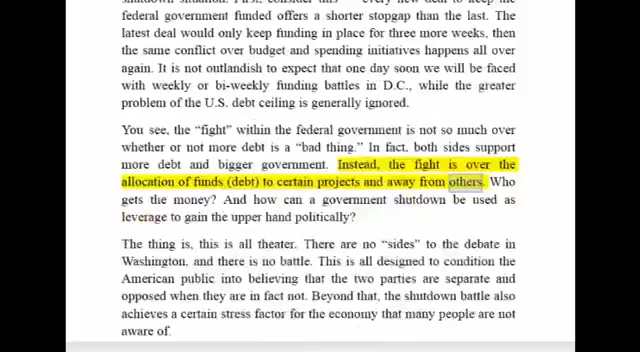 federal government funded offers a shorter stopgap than the last. The
latest deal would only keep funding in place for three more weeks, then
the same conflict over budget and spending initiatives happens all over
again. It is not outlandish to expect that one day soon we will be faced
with weekly or bi-weekly funding battles in D.C., while the greater
problem of the U.S. debt ceiling is generally ignored.
You see, the “fight” within the federal government is not so much over
whether or not more debt is a “bad thing.” In fact, both sides support
more debt and bigger government. Instead, the fight is over the
allocation of funds (debt) to certain projects and away from others. Who
gets the money? And how can a government shutdown be used as
leverage to gain the upper hand politically?
The thing is, this is all theater. There are no “sides” to the debate in
Washington, and there is no battle. This is all designed to condition the
American public into believing that the two parties are separate and
opposed when they are in fact not. Beyond that, the shutdown battle also
achieves a certain stress factor for the economy that many people are not
aware of.